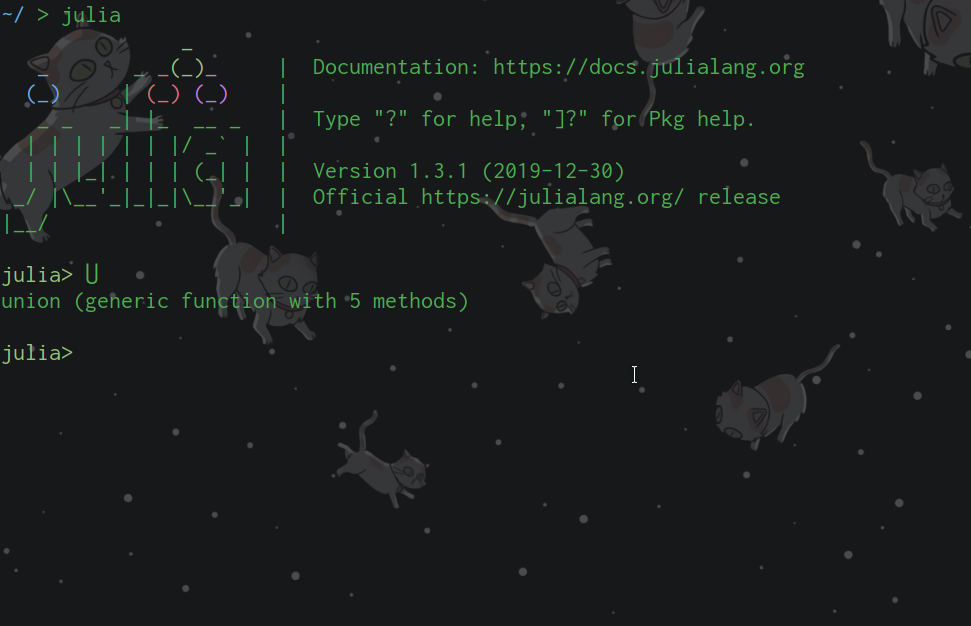 ~/ > julia
               _
   _       _ _(_)_     |  Documentation: https://docs.julialang.org
  (_)     | (_) (_)    |
   _ _   _| |_  __ _   |  Type "?" for help, "]?" for Pkg help.
  | | | | | | |/ _` |  |
  | | |_| | | | (_| |  |  Version 1.3.1 (2019-12-30)
 _/ |\__'_|_|_|\__'_|  |  Official https://julialang.org/ release
|__/                   |
julia> ∪
union (generic function with 5 methods)
julia>